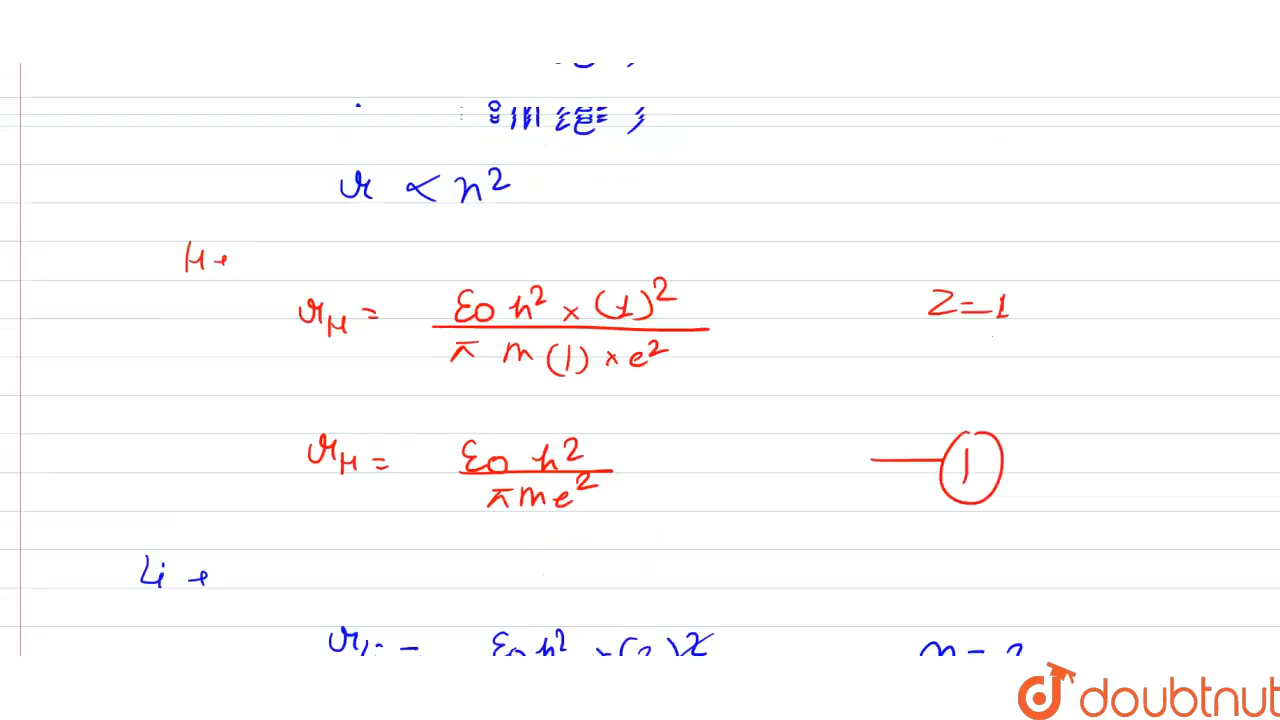 r ∝ n²
H →
r_H = ε₀ h² × (1)² / π m (1) × e²
Z = 1
r_H = ε₀ h² / π m e²
1
Li →
doubtnut